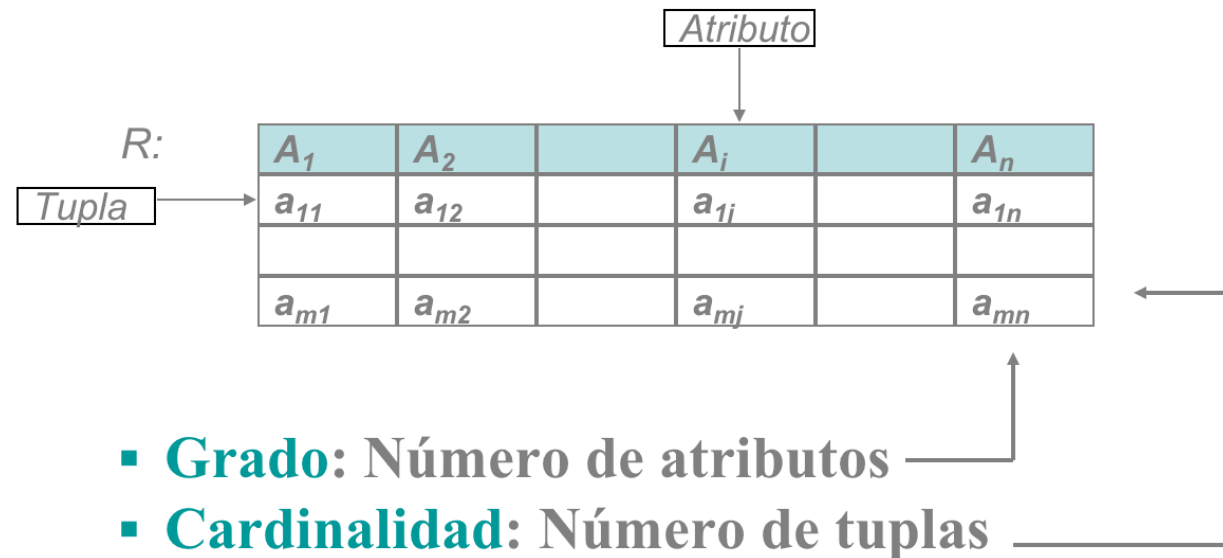 Atributo
R:
A₁ A₂ Aᵢ Aₙ
Tupla
a₁₁ a₁₂ a₁ⱼ a₁ₙ
aₘ₁ aₘ₂ aₘⱼ aₘₙ
▪ Grado: Número de atributos
▪ Cardinalidad: Número de tuplas